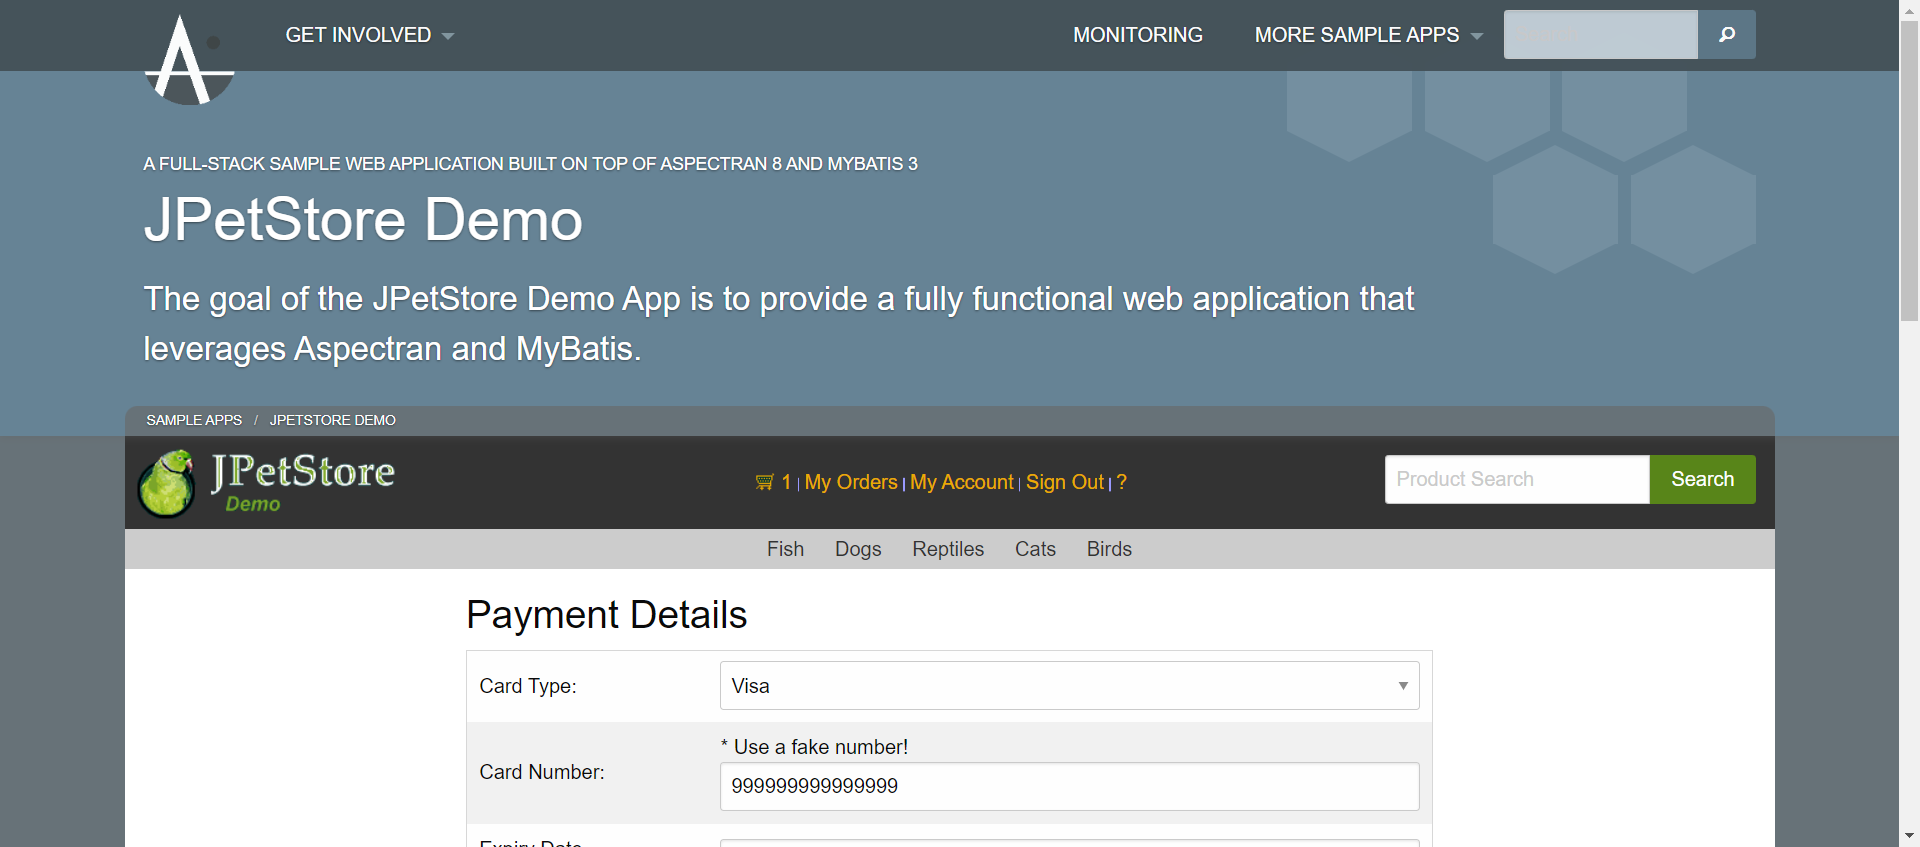 GET INVOLVED
MONITORING
MORE SAMPLE APPS
A FULL-STACK SAMPLE WEB APPLICATION BUILT ON TOP OF ASPECTRAN 8 AND MYBATIS 3
JPetStore Demo
The goal of the JPetStore Demo App is to provide a fully functional web application that
leverages Aspectran and MyBatis.
SAMPLE APPS / JPETSTORE DEMO
JPetStore
Demo
1 | My Orders | My Account | Sign Out | ?
Product Search
Search
Fish Dogs Reptiles Cats Birds
Payment Details
Card Type:
Visa
* Use a fake number!
Card Number:
999999999999999
Expiry Date